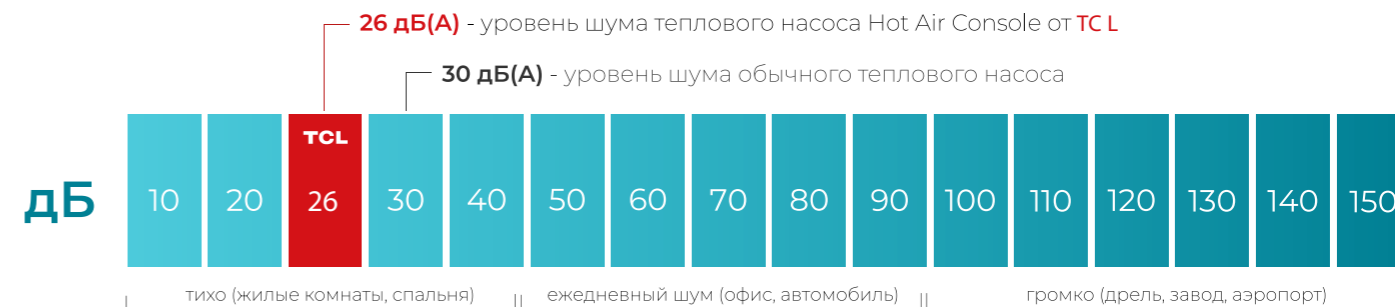 26 дБ(А) - уровень шума теплового насоса Hot Air Console от TC L
30 дБ(А) - уровень шума обычного теплового насоса
TCL
дБ 10 20 26 30 40 50 60 70 80 90 100 110 120 130 140 150
тихо (жилые комнаты, спальня) ежедневный шум (офис, автомобиль) громко (дрель, завод, аэропорт)